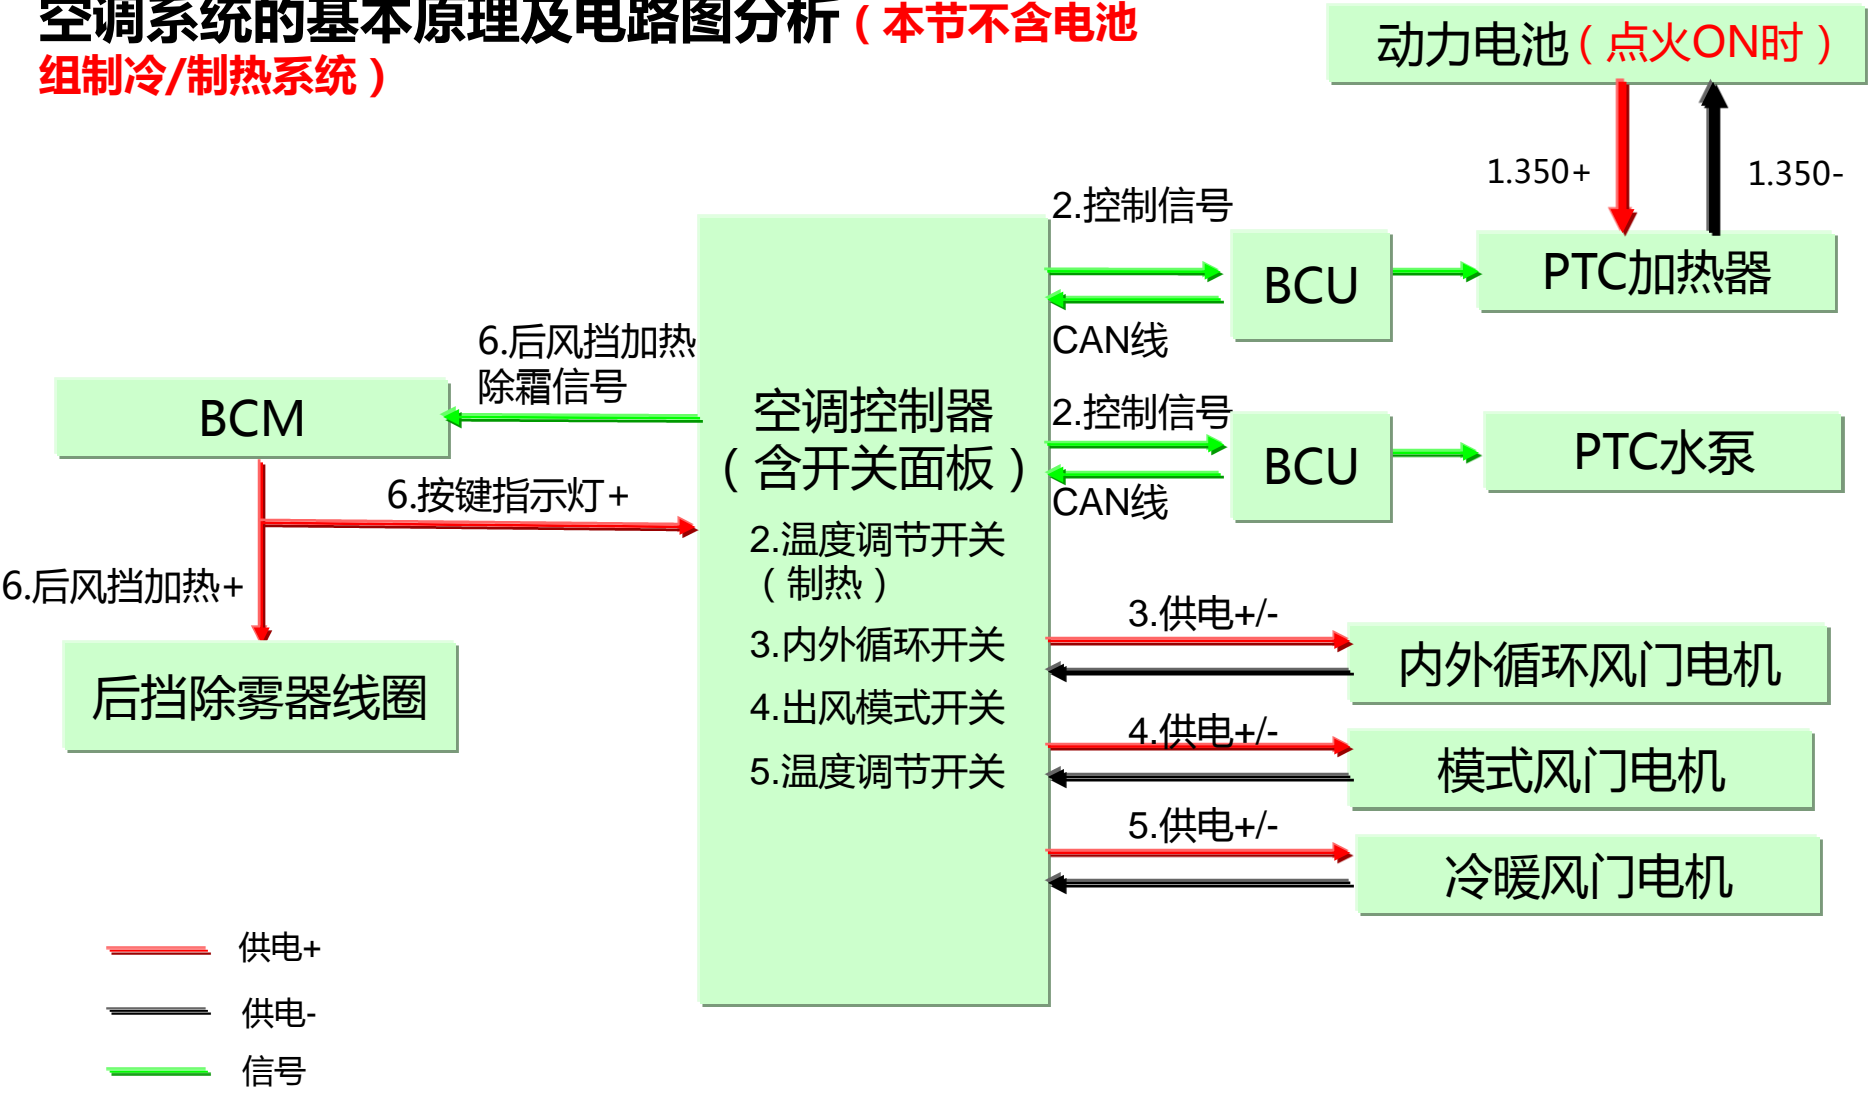 空调系统的基本原理及电路图分析（本节不含电池
组制冷/制热系统）
动力电池（点火ON时）
1.350+
1.350-
2.控制信号
BCU
PTC加热器
CAN线
6.后风挡加热
除霜信号
BCM
空调控制器
（含开关面板）
2.控制信号
BCU
PTC水泵
CAN线
6.按键指示灯+
2.温度调节开关
（制热）
6.后风挡加热+
3.供电+/-
3.内外循环开关
内外循环风门电机
后挡除雾器线圈
4.出风模式开关
4.供电+/-
5.温度调节开关
模式风门电机
5.供电+/-
冷暖风门电机
供电+
供电-
信号